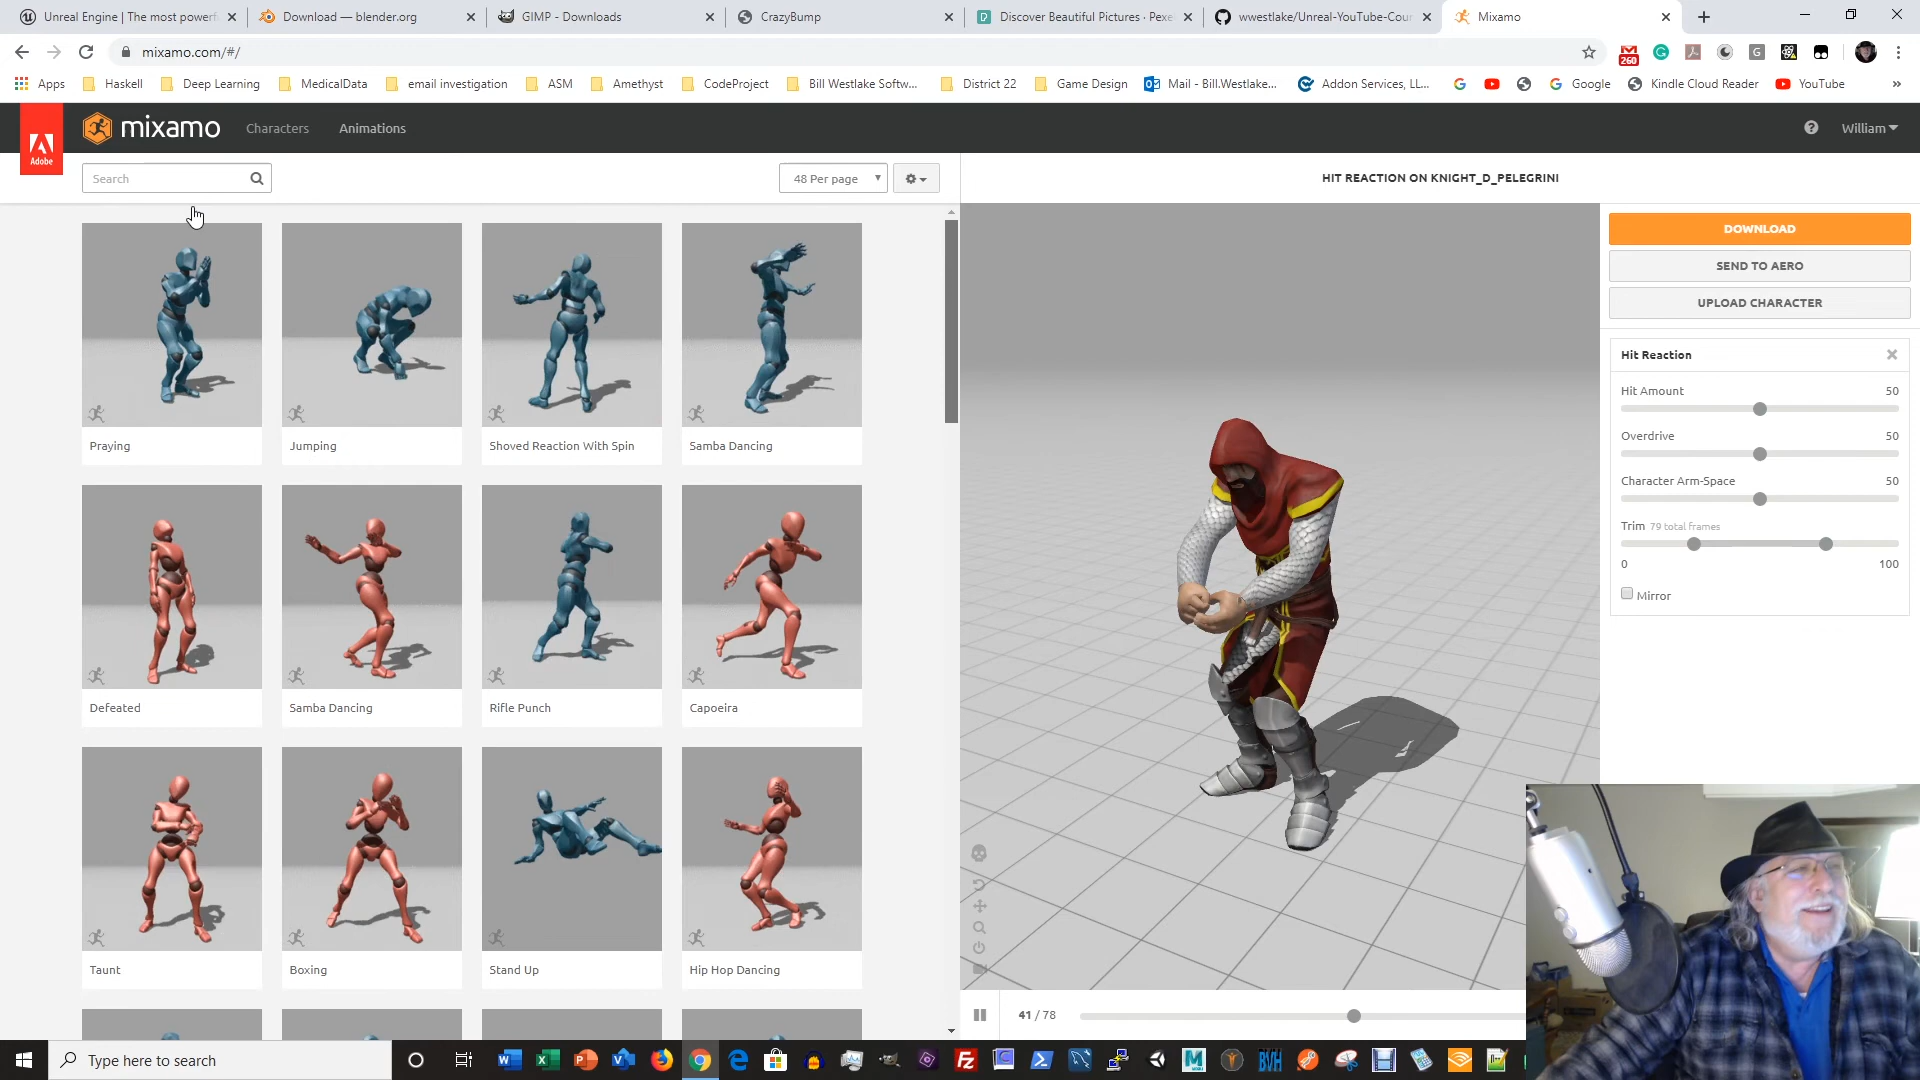 Unreal Engine | The most powerf
Download — blender.org
GIMP - Downloads
CrazyBump
Discover Beautiful Pictures · Pexe
wwestlake/Unreal-YouTube-Cour
Mixamo
mixamo.com/#/
260
Apps
Haskell
Deep Learning
MedicalData
email investigation
ASM
Amethyst
CodeProject
Bill Westlake Softw...
District 22
Game Design
Mail - Bill.Westlake...
Addon Services, LL...
Google
Kindle Cloud Reader
YouTube
Adobe
mixamo
Characters
Animations
William
Search
48 Per page
HIT REACTION ON KNIGHT_D_PELEGRINI
DOWNLOAD
SEND TO AERO
UPLOAD CHARACTER
Hit Reaction
Hit Amount 50
Overdrive 50
Character Arm-Space 50
Trim 79 total frames
0 100
Mirror
Praying
Jumping
Shoved Reaction With Spin
Samba Dancing
Defeated
Samba Dancing
Rifle Punch
Capoeira
Taunt
Boxing
Stand Up
Hip Hop Dancing
41 / 78
Type here to search
BVH